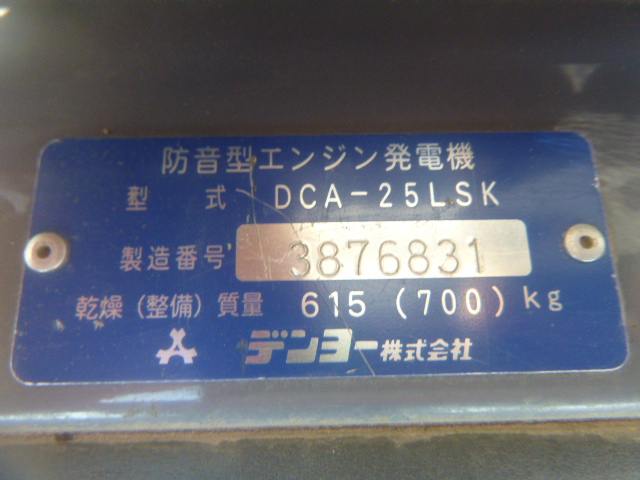 防音型エンジン発電機
型式 DCA-25LSK
製造番号 3876831
乾燥(整備)質量 615(700)kg
デンヨー株式会社